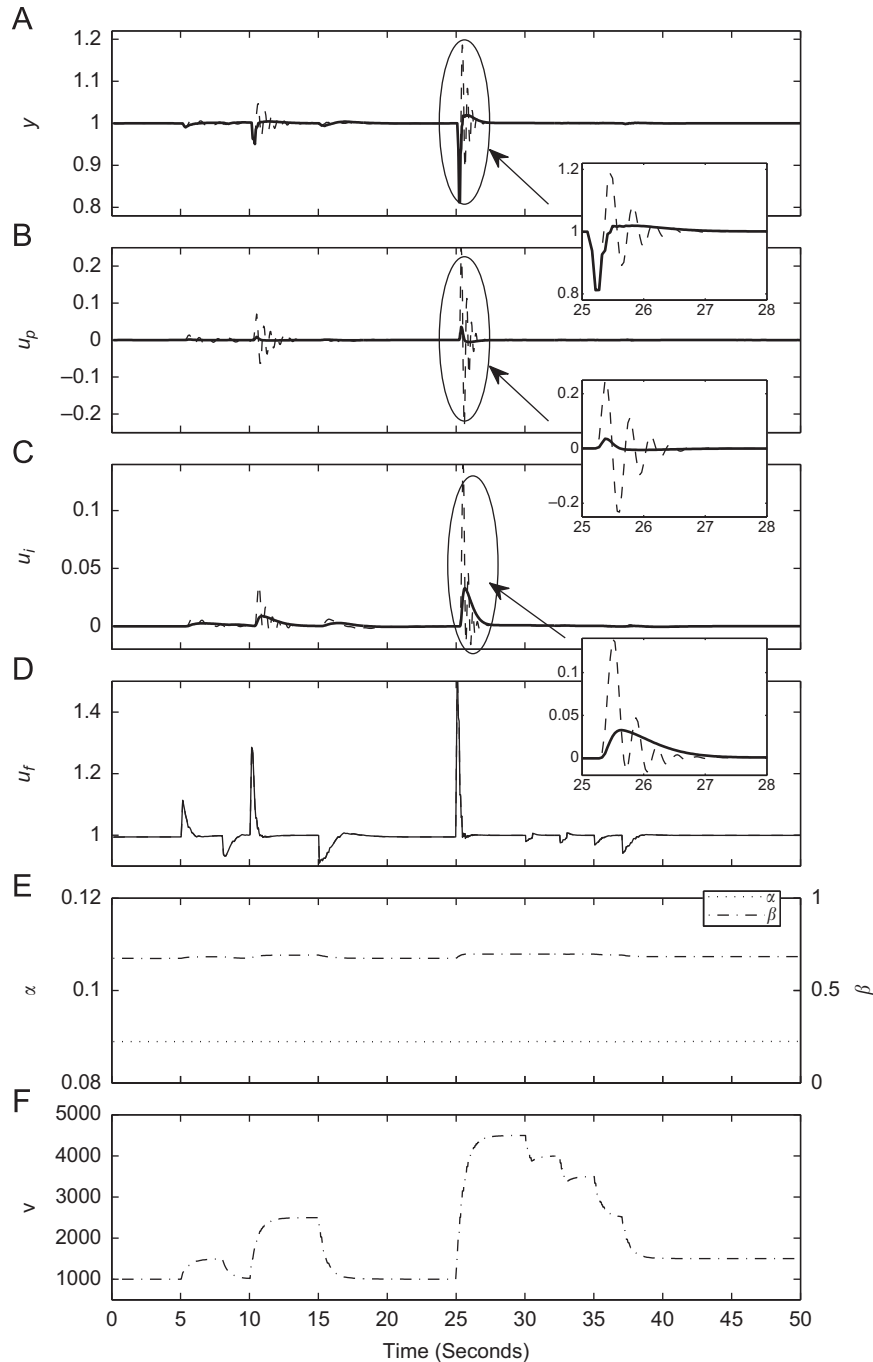 A
1.2
1.1
1
0.9
0.8
y
1.2
1
0.8
25 26 27 28
B
0.2
0.1
0
−0.1
−0.2
u_p
0.2
0
−0.2
25 26 27 28
C
0.1
0.05
0
u_i
0.1
0.05
0
25 26 27 28
D
1.4
1.2
1
u_f
E
0.12
0.1
0.08
α
α
β
1
0.5
0
β
F
5000
4000
3000
2000
1000
v
0 5 10 15 20 25 30 35 40 45 50
Time (Seconds)